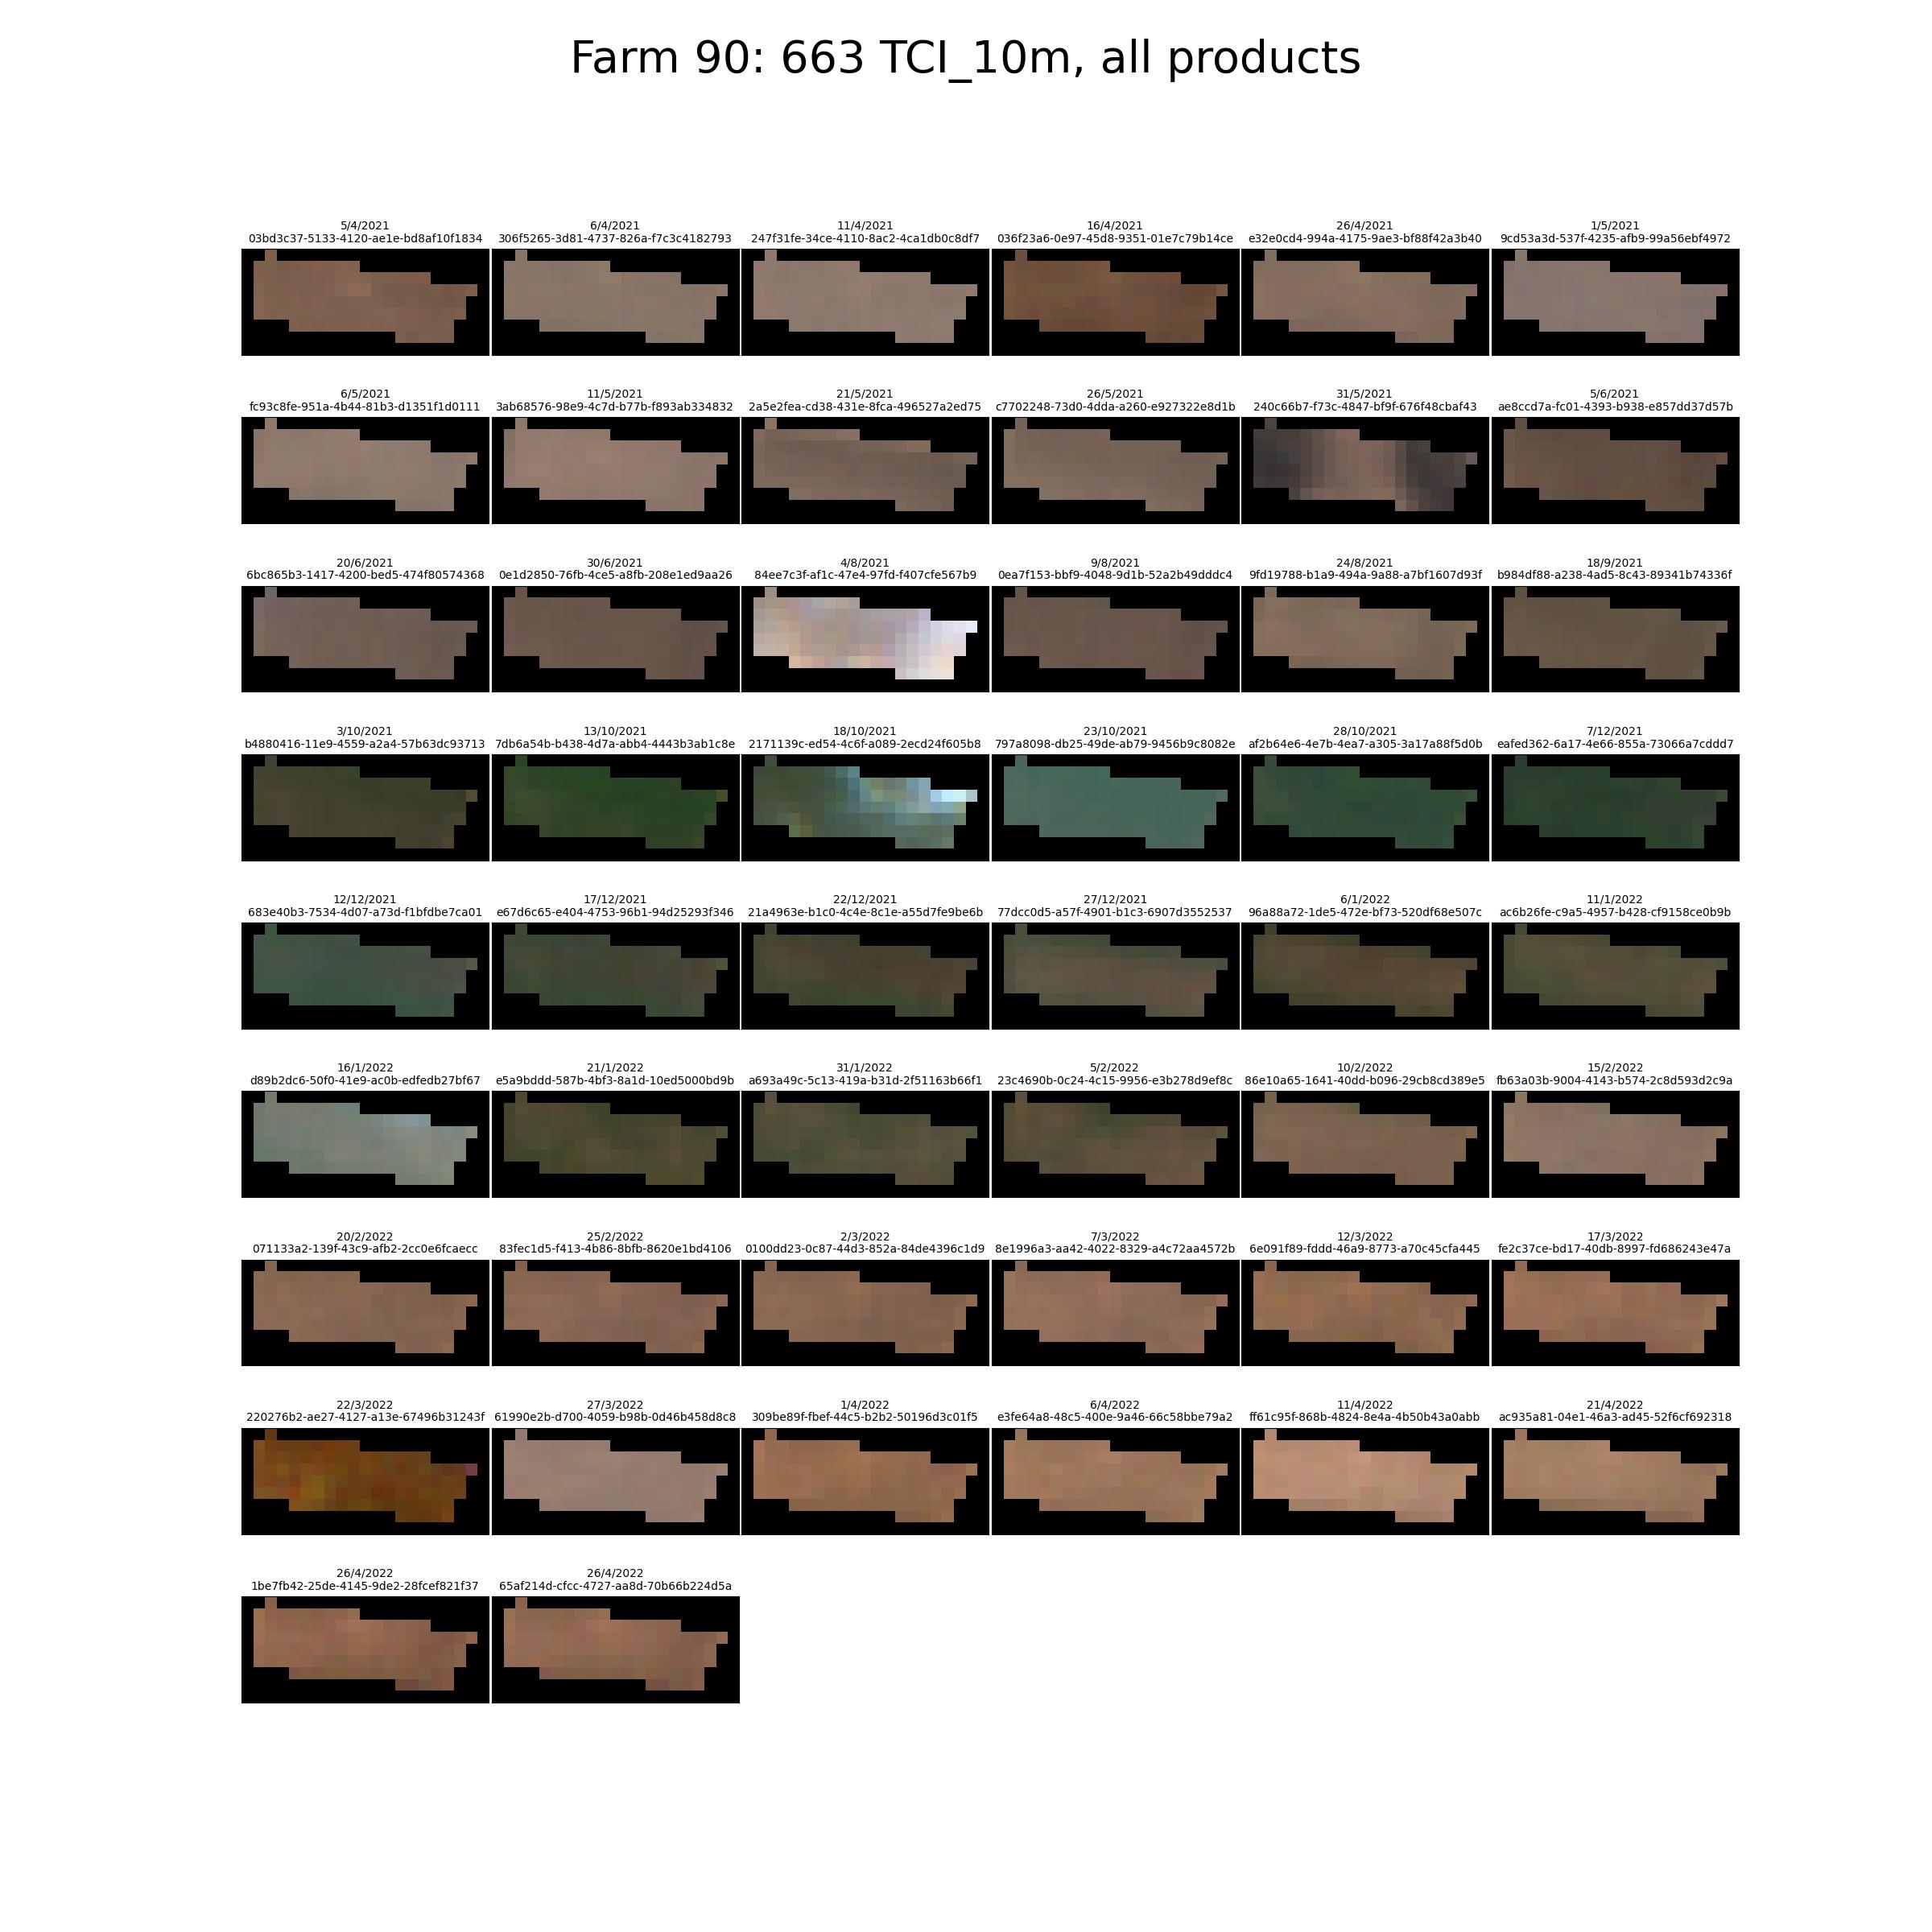 Farm 90: 663 TCI_10m, all products
5/4/2021
03bd3c37-5133-4120-ae1e-bd8af10f1834
6/4/2021
306f5265-3d81-4737-826a-f7c3c4182793
11/4/2021
247f31fe-34ce-4110-8ac2-4ca1db0c8df7
16/4/2021
036f23a6-0e97-45d8-9351-01e7c79b14ce
26/4/2021
e32e0cd4-994a-4175-9ae3-bf88f42a3b40
1/5/2021
9cd53a3d-537f-4235-afb9-99a56ebf4972
6/5/2021
fc93c8fe-951a-4b44-81b3-d1351f1d0111
11/5/2021
3ab68576-98e9-4c7d-b77b-f893ab334832
21/5/2021
2a5e2fea-cd38-431e-8fca-496527a2ed75
26/5/2021
c7702248-73d0-4dda-a260-e927322e8d1b
31/5/2021
240c66b7-f73c-4847-bf9f-676f48cbaf43
5/6/2021
ae8ccd7a-fc01-4393-b938-e857dd37d57b
20/6/2021
6bc865b3-1417-4200-bed5-474f80574368
30/6/2021
0e1d2850-76fb-4ce5-a8fb-208e1ed9aa26
4/8/2021
84ee7c3f-af1c-47e4-97fd-f407cfe567b9
9/8/2021
0ea7f153-bbf9-4048-9d1b-52a2b49dddc4
24/8/2021
9fd19788-b1a9-494a-9a88-a7bf1607d93f
18/9/2021
b984df88-a238-4ad5-8c43-89341b74336f
3/10/2021
b4880416-11e9-4559-a2a4-57b63dc93713
13/10/2021
7db6a54b-b438-4d7a-abb4-4443b3ab1c8e
18/10/2021
2171139c-ed54-4c6f-a089-2ecd24f605b8
23/10/2021
797a8098-db25-49de-ab79-9456b9c8082e
28/10/2021
af2b64e6-4e7b-4ea7-a305-3a17a88f5d0b
7/12/2021
eafed362-6a17-4e66-855a-73066a7cddd7
12/12/2021
683e40b3-7534-4d07-a73d-f1bfdbe7ca01
17/12/2021
e67d6c65-e404-4753-96b1-94d25293f346
22/12/2021
21a4963e-b1c0-4c4e-8c1e-a55d7fe9be6b
27/12/2021
77dcc0d5-a57f-4901-b1c3-6907d3552537
6/1/2022
96a88a72-1de5-472e-bf73-520df68e507c
11/1/2022
ac6b26fe-c9a5-4957-b428-cf9158ce0b9b
16/1/2022
d89b2dc6-50f0-41e9-ac0b-edfedb27bf67
21/1/2022
e5a9bddd-587b-4bf3-8a1d-10ed5000bd9b
31/1/2022
a693a49c-5c13-419a-b31d-2f51163b66f1
5/2/2022
23c4690b-0c24-4c15-9956-e3b278d9ef8c
10/2/2022
86e10a65-1641-40dd-b096-29cb8cd389e5
15/2/2022
fb63a03b-9004-4143-b574-2c8d593d2c9a
20/2/2022
071133a2-139f-43c9-afb2-2cc0e6fcaecc
25/2/2022
83fec1d5-f413-4b86-8bfb-8620e1bd4106
2/3/2022
0100dd23-0c87-44d3-852a-84de4396c1d9
7/3/2022
8e1996a3-aa42-4022-8329-a4c72aa4572b
12/3/2022
6e091f89-fddd-46a9-8773-a70c45cfa445
17/3/2022
fe2c37ce-bd17-40db-8997-fd686243e47a
22/3/2022
220276b2-ae27-4127-a13e-67496b31243f
27/3/2022
61990e2b-d700-4059-b98b-0d46b458d8c8
1/4/2022
309be89f-fbef-44c5-b2b2-50196d3c01f5
6/4/2022
e3fe64a8-48c5-400e-9a46-66c58bbe79a2
11/4/2022
ff61c95f-868b-4824-8e4a-4b50b43a0abb
21/4/2022
ac935a81-04e1-46a3-ad45-52f6cf692318
26/4/2022
1be7fb42-25de-4145-9de2-28fcef821f37
26/4/2022
65af214d-cfcc-4727-aa8d-70b66b224d5a